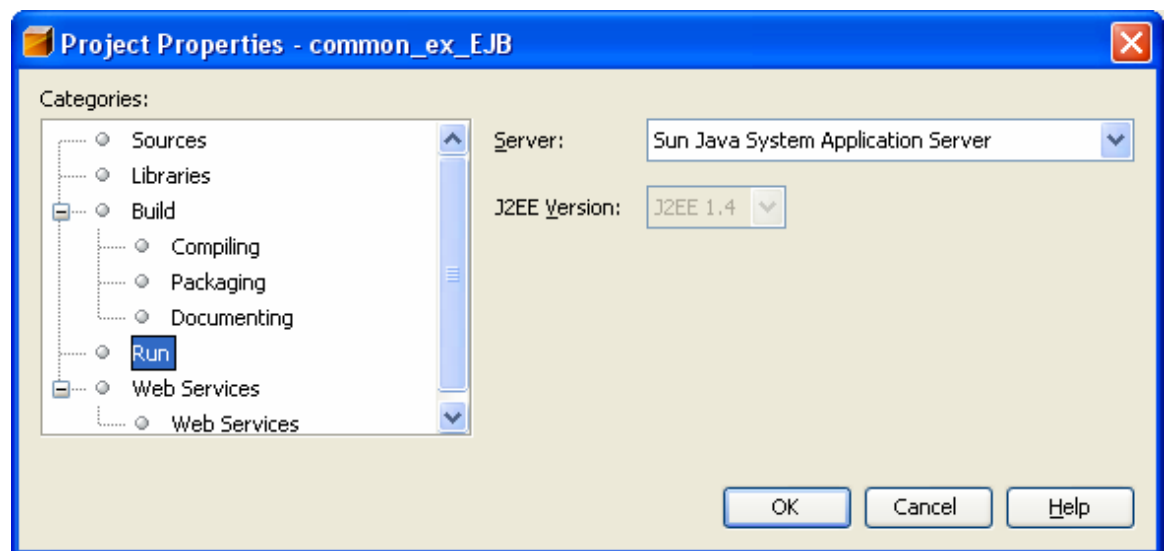 Project Properties - common_ex_EJB
Categories:
Sources
Libraries
Build
Compiling
Packaging
Documenting
Run
Web Services
Web Services
Server: Sun Java System Application Server
J2EE Version: J2EE 1.4
OK Cancel Help